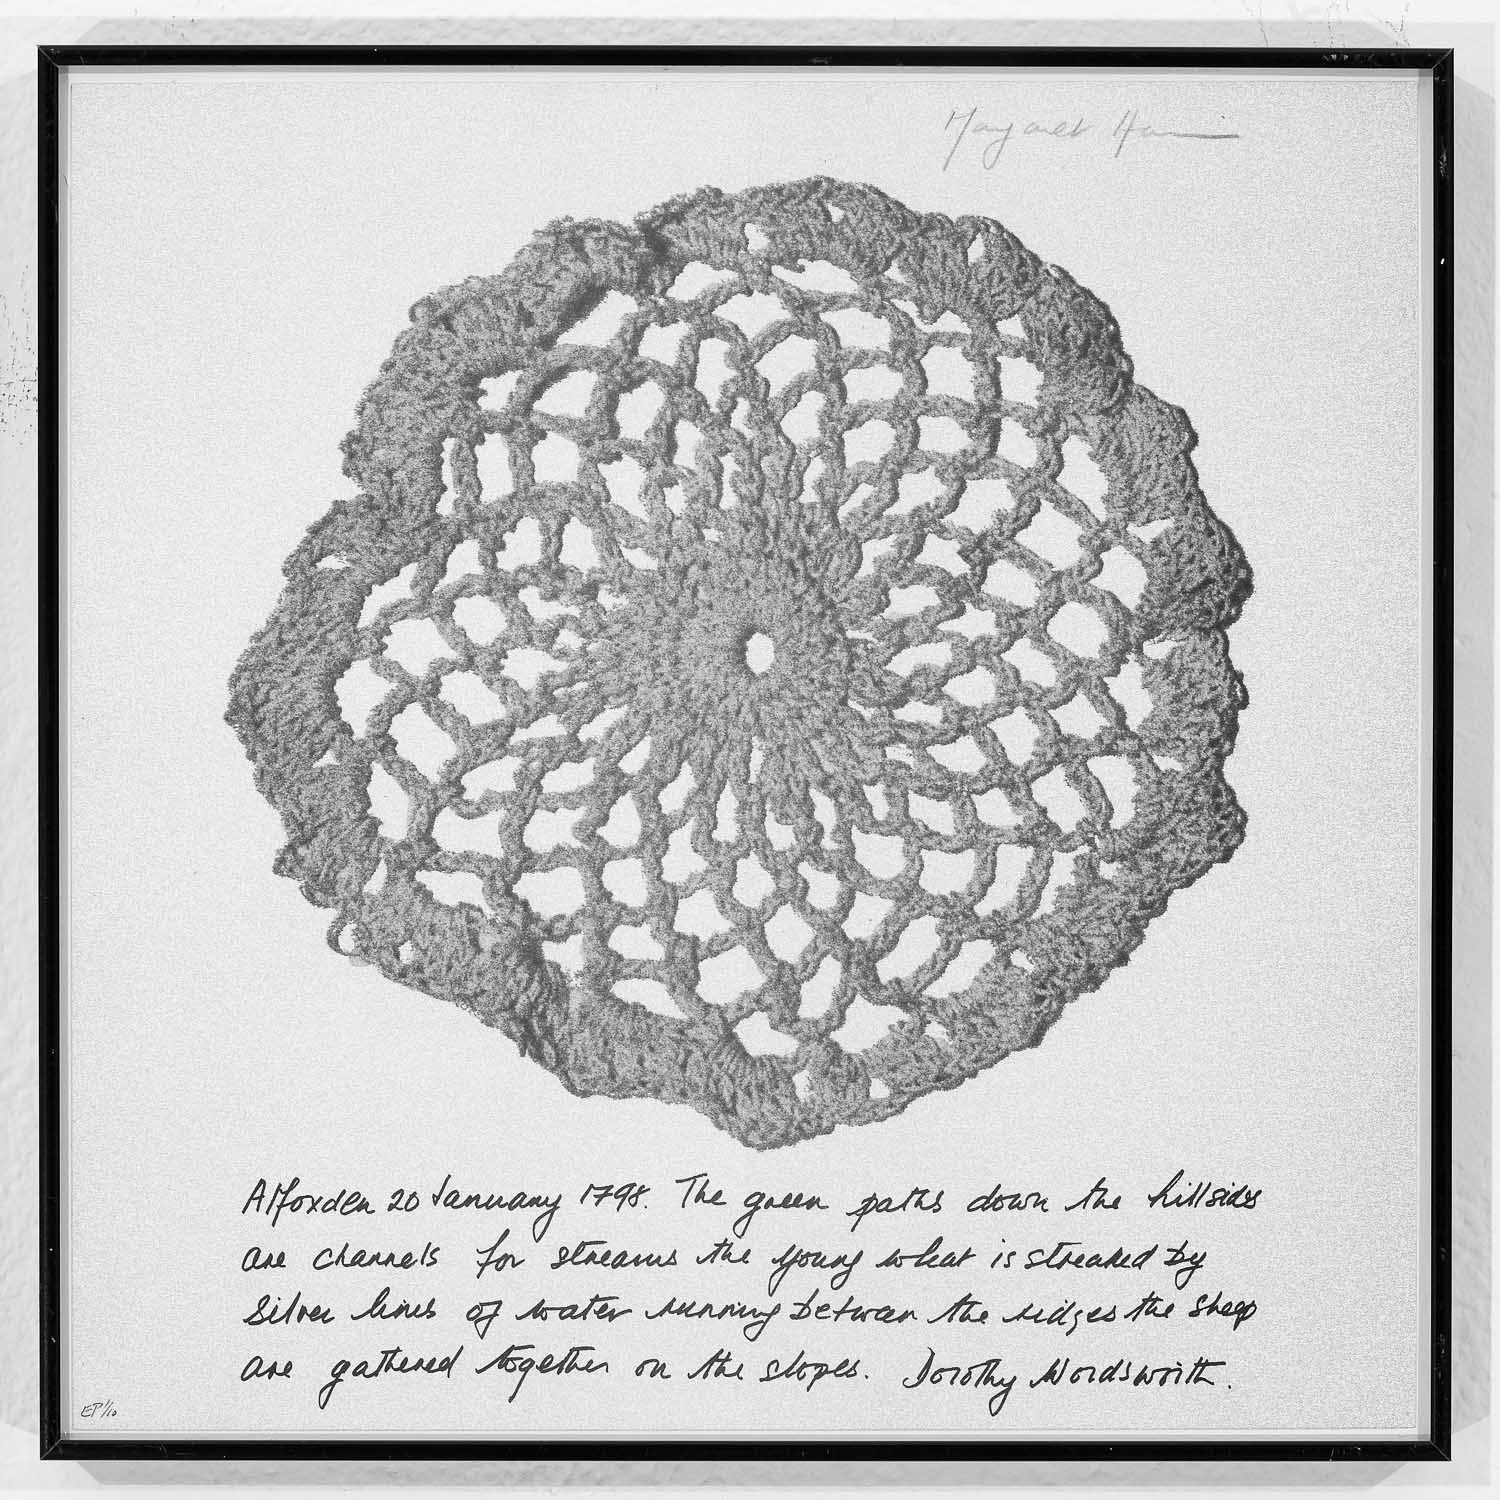 Margaret
Alfoxden 20 January 1798. The green paths down the hillsides
are channels for streams the young wheat is streaked by
silver lines of water running between the ridges the sheep
are gathered together on the slopes. Dorothy Wordsworth.
EP 1/10